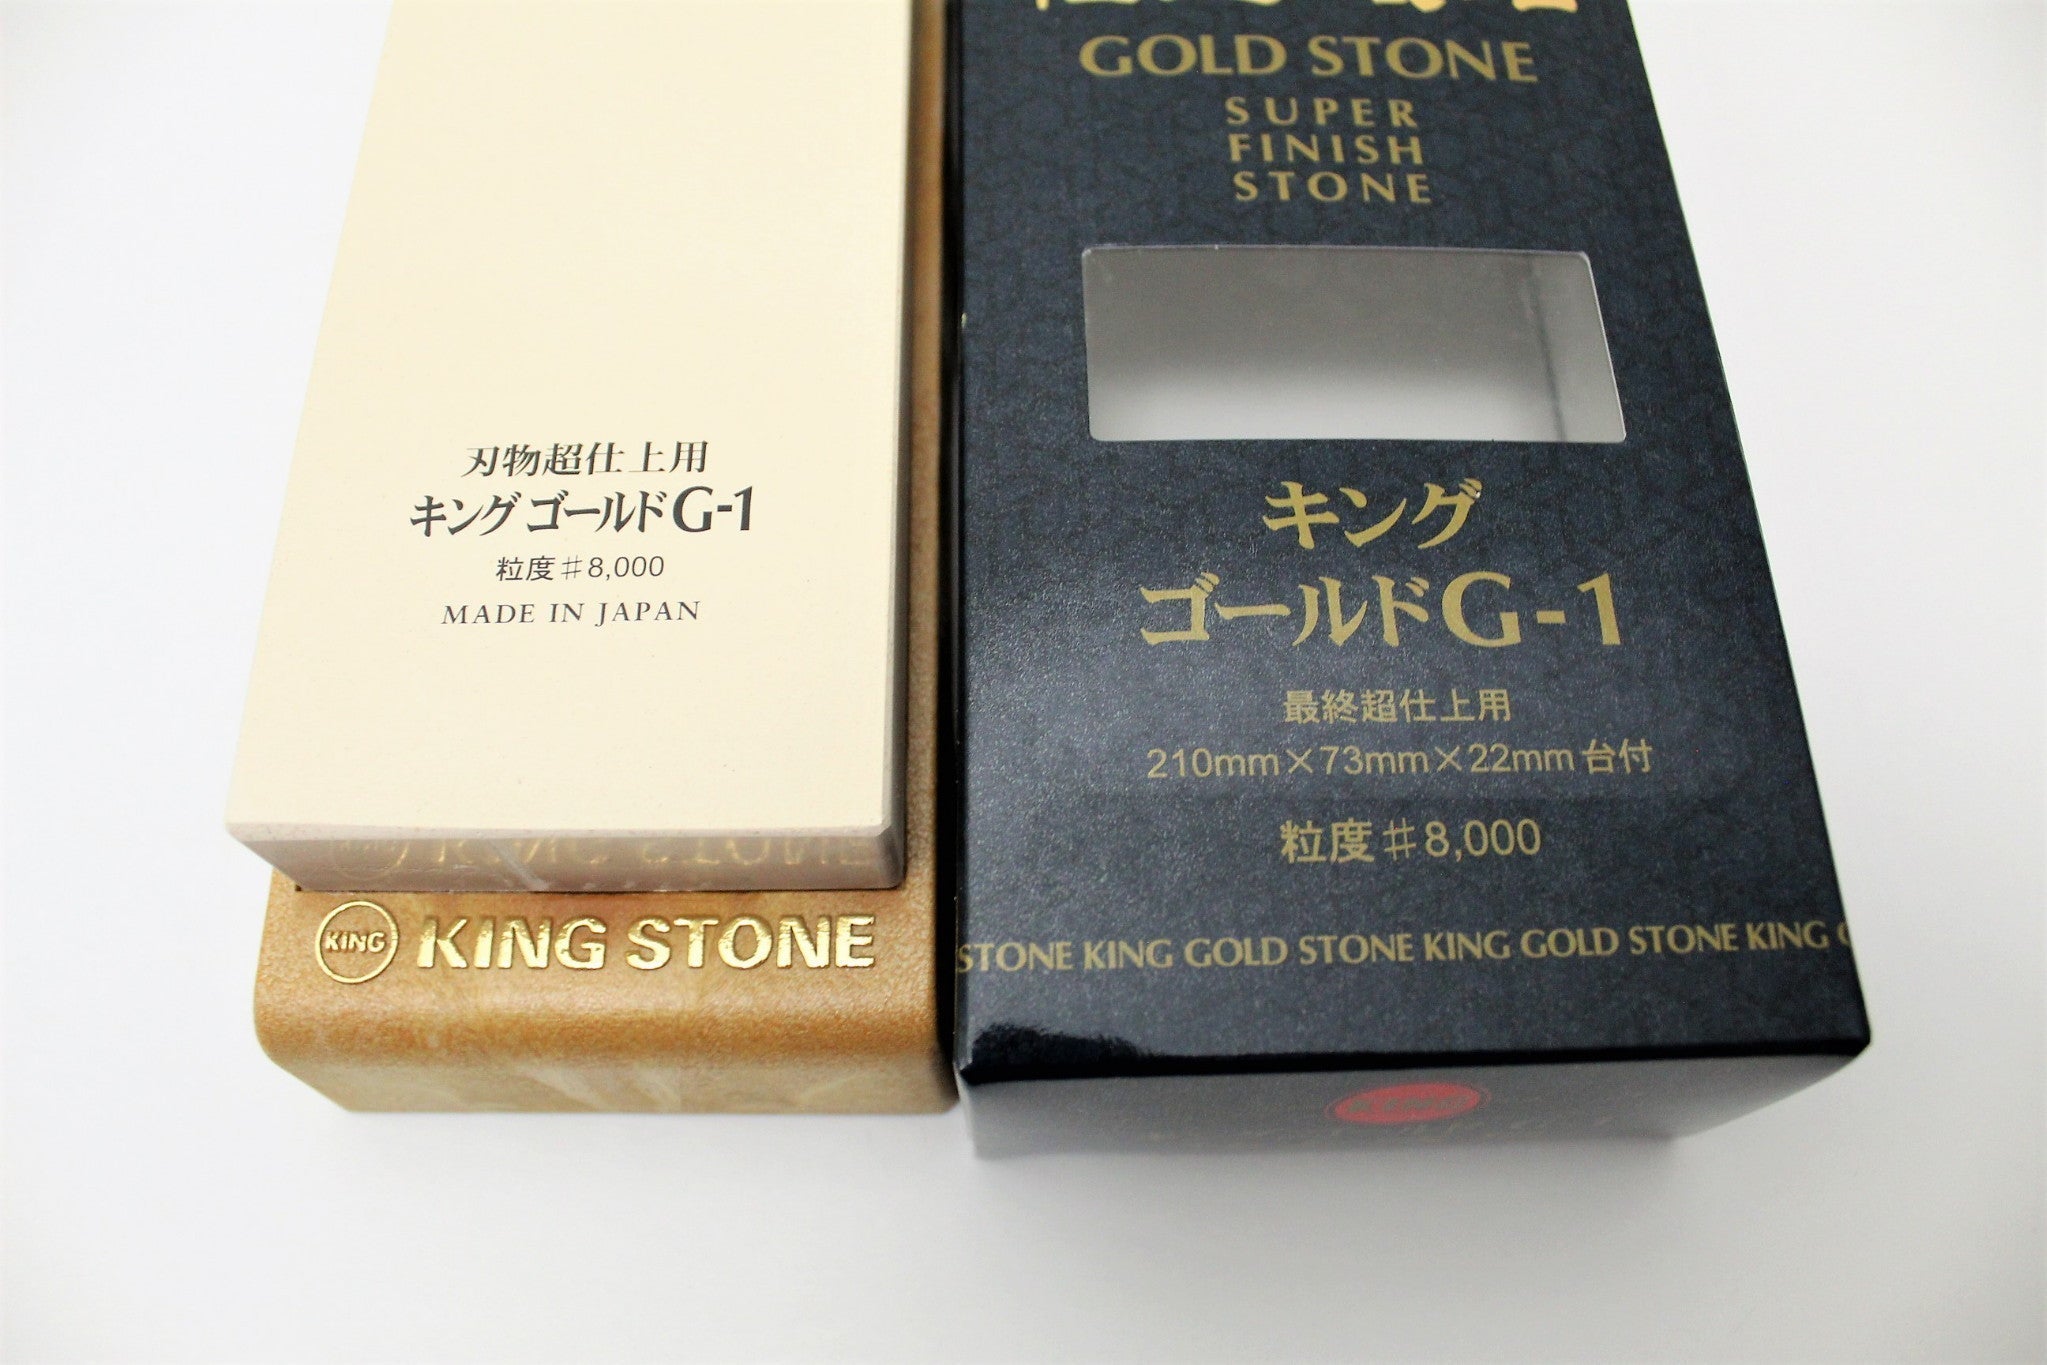 刃物超仕上用
キングゴールドG-1
粒度#8,000
MADE IN JAPAN
KING
KING STONE
GOLD STONE
SUPER
FINISH
STONE
キング
ゴールドG-1
最終超仕上用
210mm×73mm×22mm 台付
粒度#8,000
STONE KING GOLD STONE KING GOLD STONE KING
KING